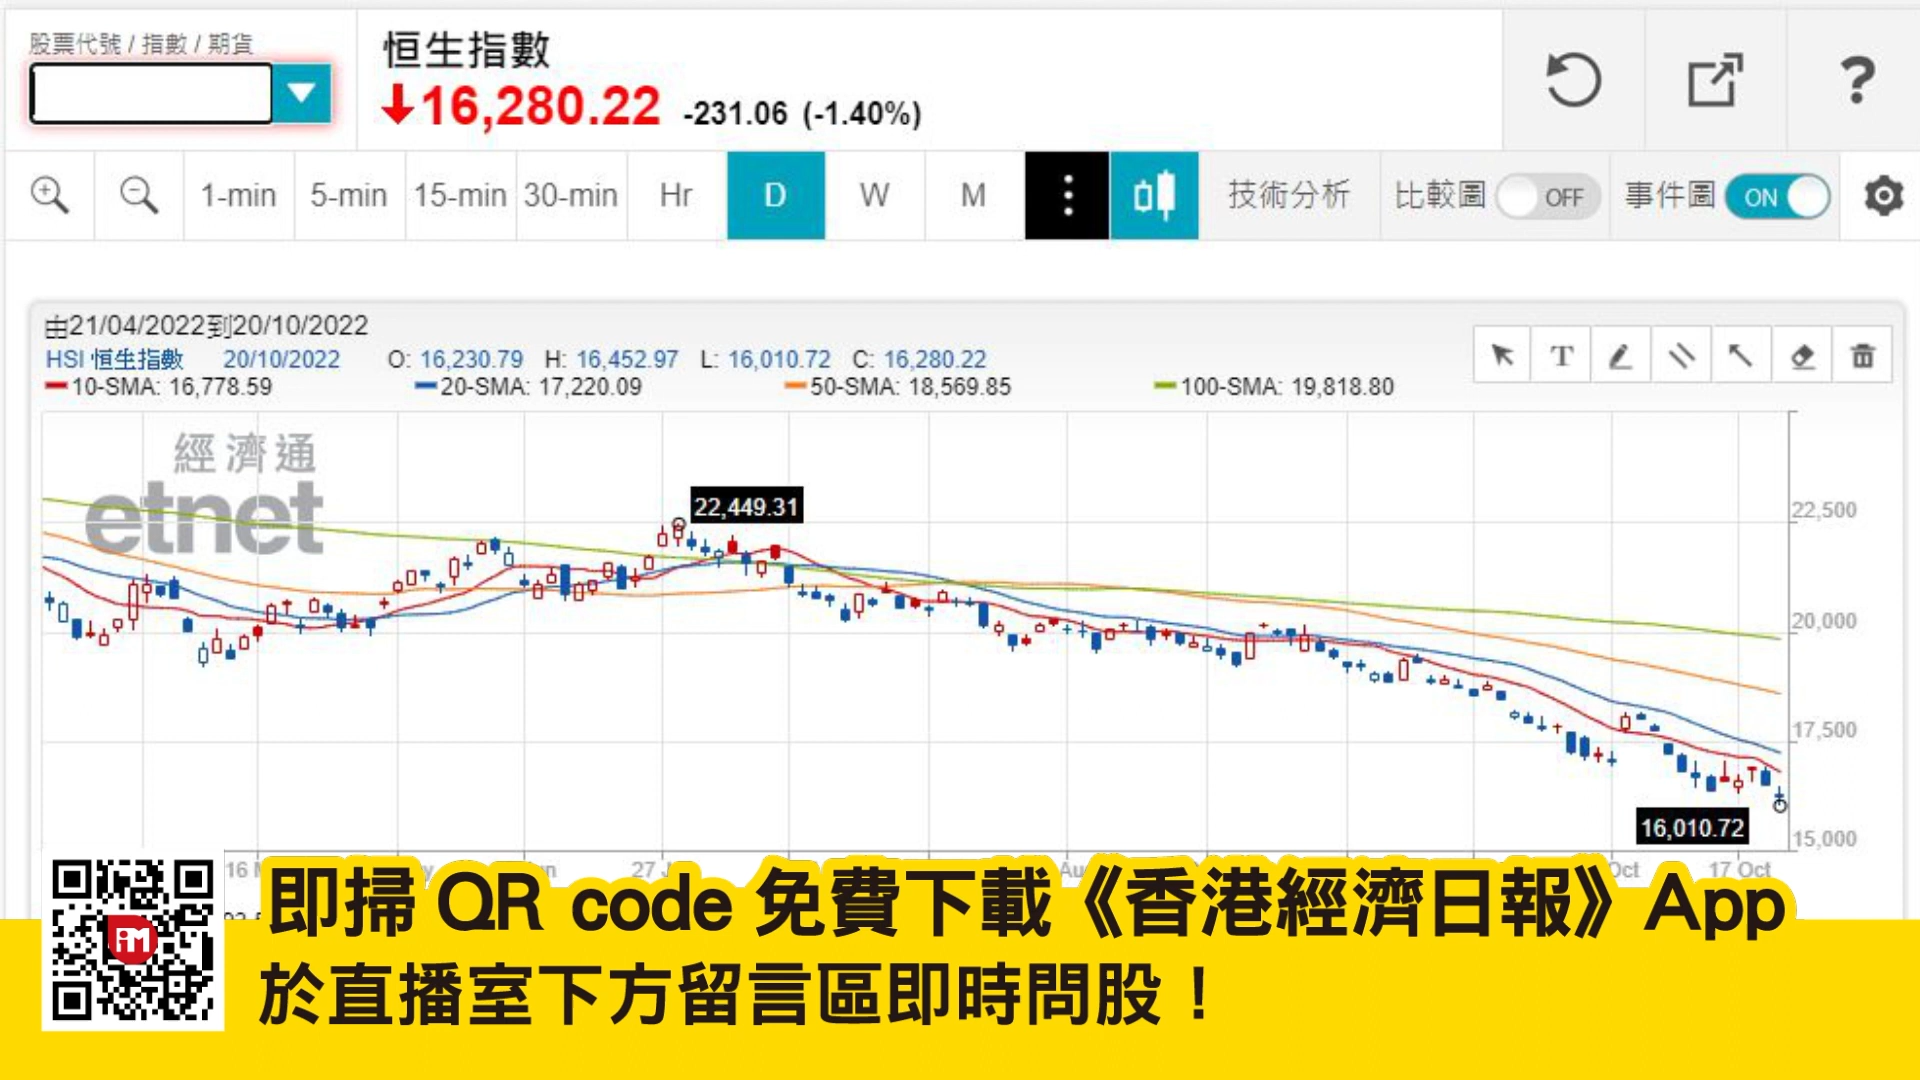 股票代號 / 指數 / 期貨
恒生指數
16,280.22 -231.06 (-1.40%)
?
1-min 5-min 15-min 30-min Hr D W M 技術分析 比較圖 OFF 事件圖 ON
由21/04/2022到20/10/2022
HSI 恒生指數 20/10/2022 O: 16,230.79 H: 16,452.97 L: 16,010.72 C: 16,280.22
T
10-SMA: 16,778.59 20-SMA: 17,220.09 50-SMA: 18,569.85 100-SMA: 19,818.80
經濟通
etnet
22,449.31
22,500
20,000
17,500
16,010.72
15,000
16 27 Oct 17 Oct
即掃 QR code 免費下載《香港經濟日報》App
於直播室下方留言區即時問股！